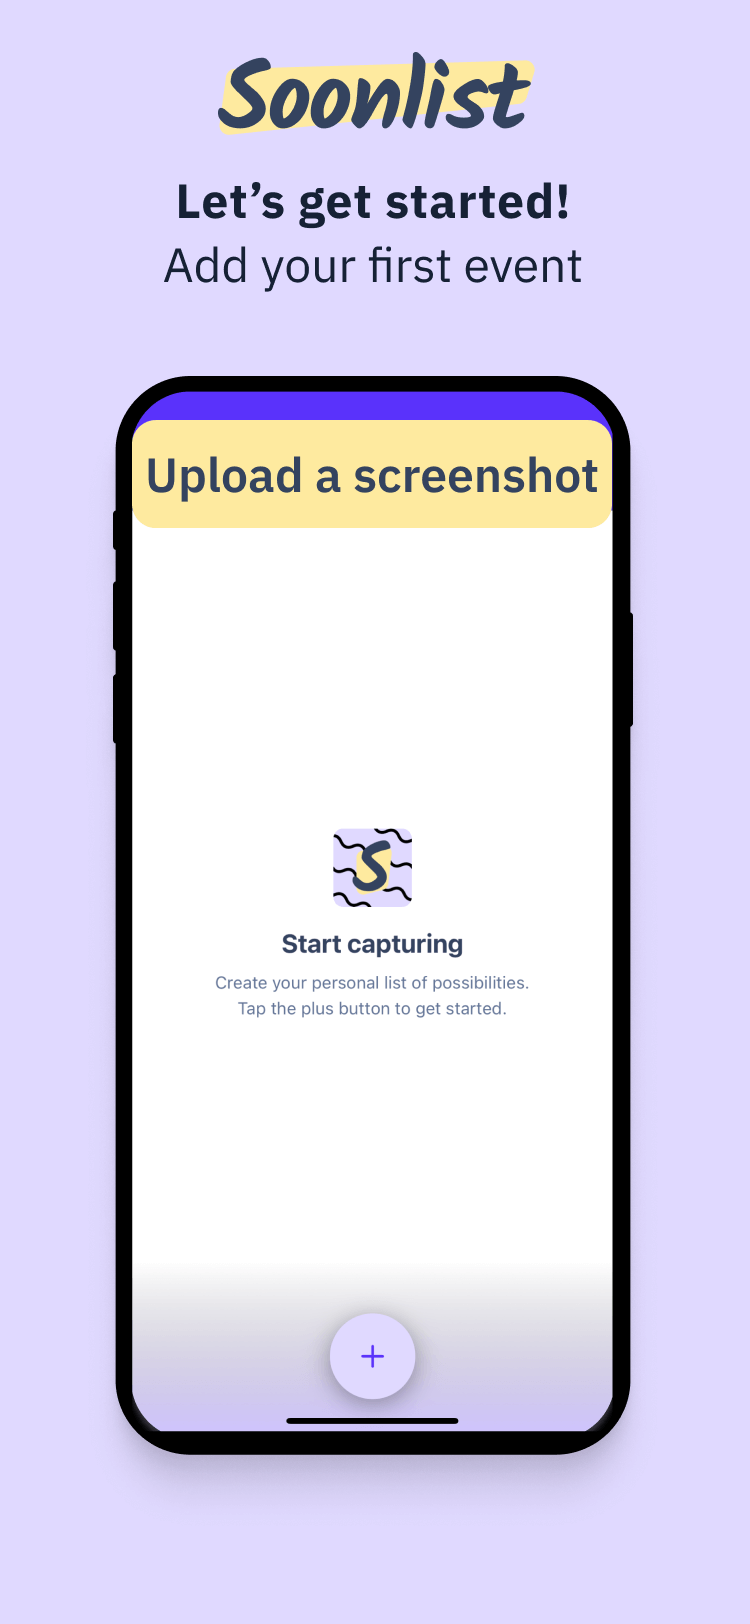 Soonlist
Let’s get started!
Add your first event
Upload a screenshot
S
Start capturing
Create your personal list of possibilities.
Tap the plus button to get started.
+